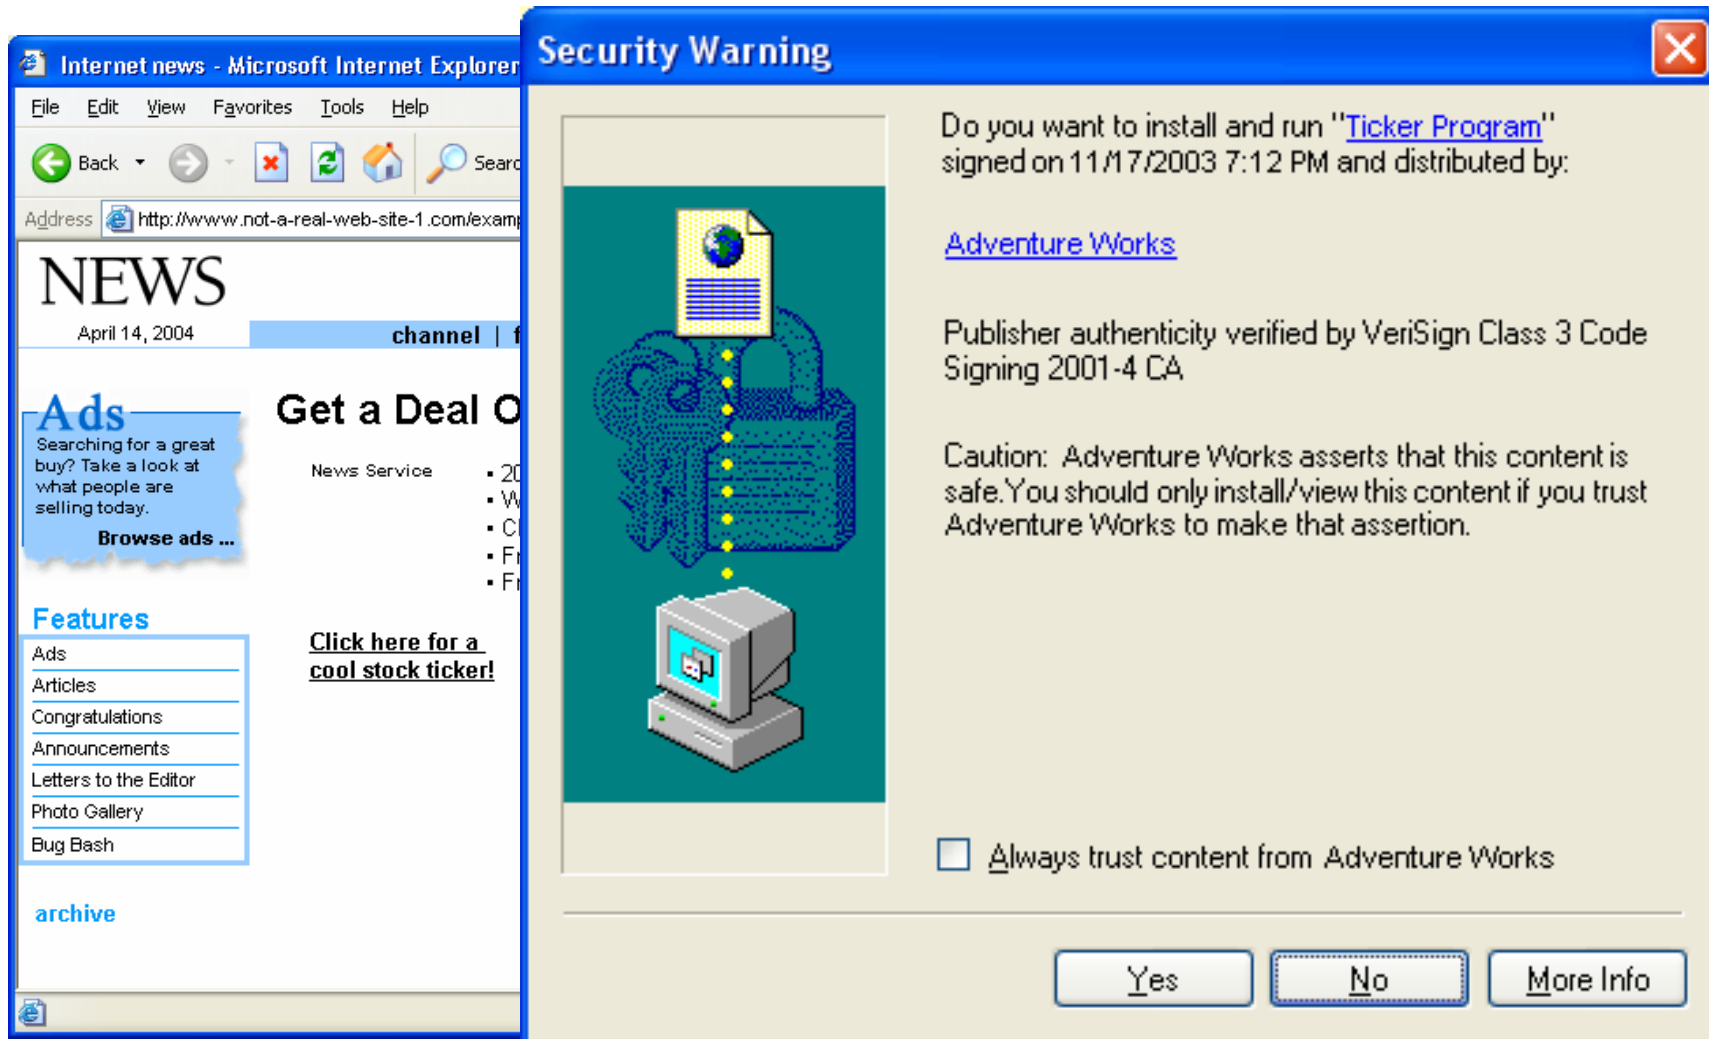 Internet news - Microsoft Internet Explorer
File Edit View Favorites Tools Help
Back
Address http://www.not-a-real-web-site-1.com/
NEWS
April 14, 2004
channel |
Ads
Searching for a great
buy? Take a look at
what people are
selling today.
Browse ads ...
Get a Deal
News Service
Click here for a
cool stock ticker!
Features
Ads
Articles
Congratulations
Announcements
Letters to the Editor
Photo Gallery
Bug Bash
archive
Security Warning
Do you want to install and run "Ticker Program"
signed on 11/17/2003 7:12 PM and distributed by:
Adventure Works
Publisher authenticity verified by VeriSign Class 3 Code
Signing 2001-4 CA
Caution: Adventure Works asserts that this content is
safe.You should only install/view this content if you trust
Adventure Works to make that assertion.
Always trust content from Adventure Works
Yes
No
More Info